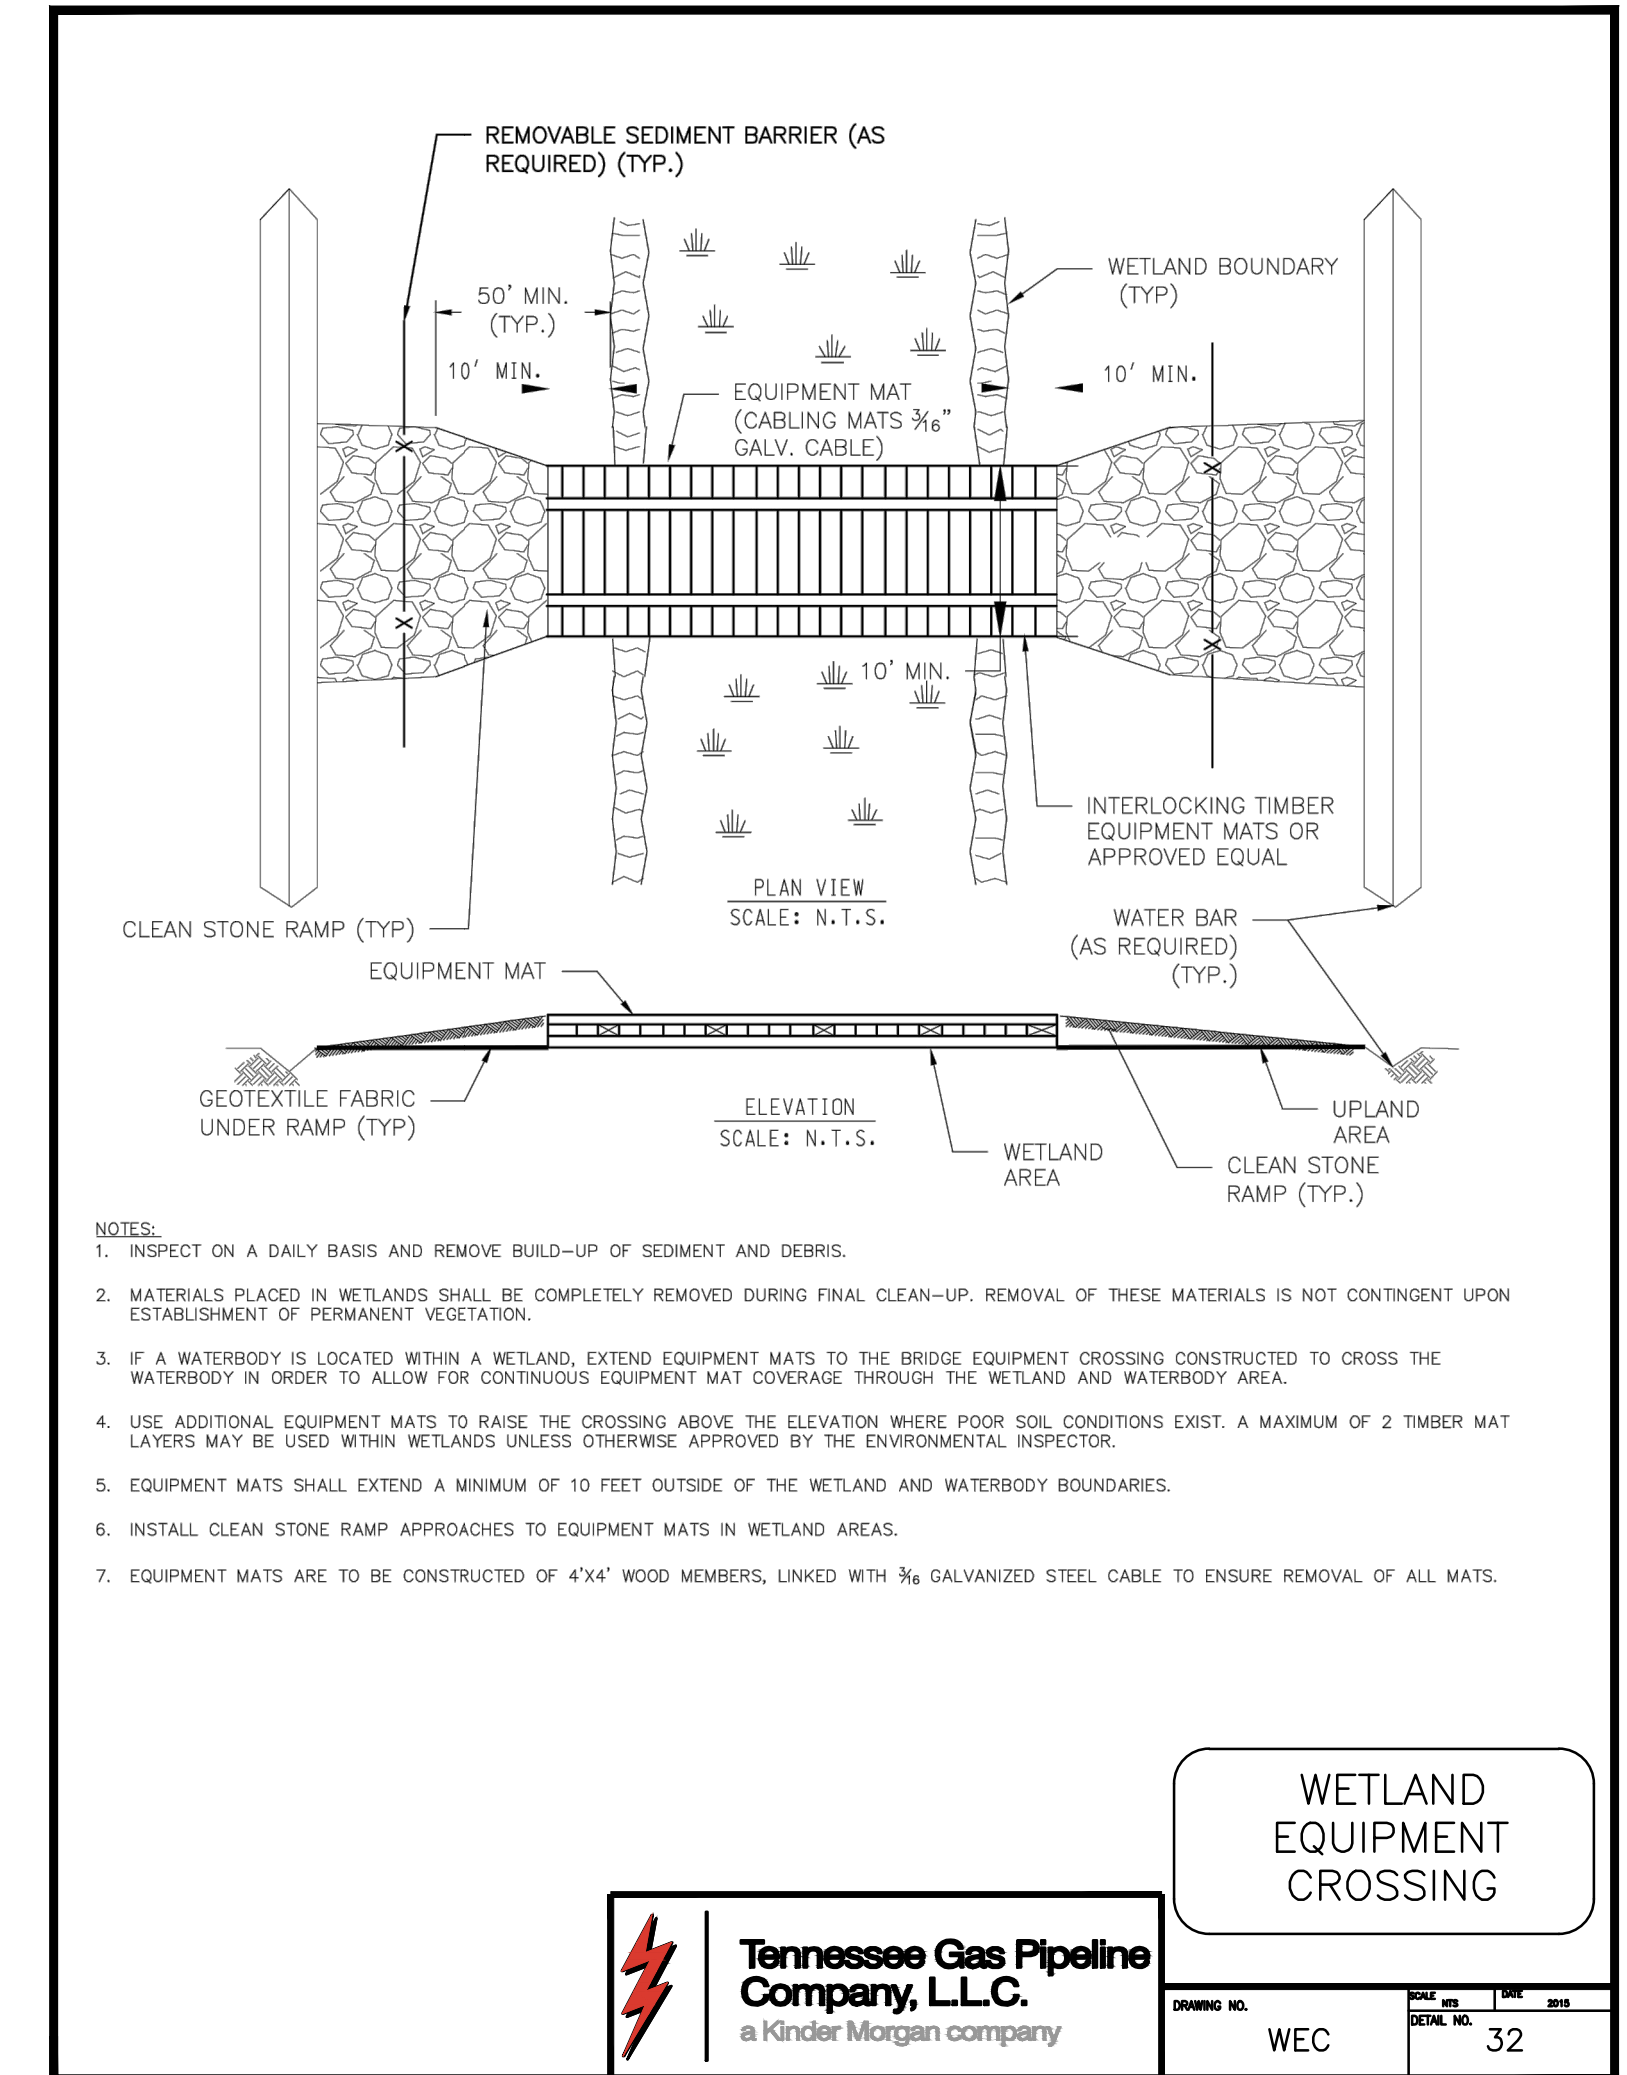 REMOVABLE SEDIMENT BARRIER (AS
REQUIRED) (TYP.)
WETLAND BOUNDARY
(TYP)
50' MIN.
(TYP.)
10' MIN.
10' MIN.
EQUIPMENT MAT
(CABLING MATS 3/16"
GALV. CABLE)
X
X
X
X
10' MIN.
INTERLOCKING TIMBER
EQUIPMENT MATS OR
APPROVED EQUAL
PLAN VIEW
SCALE: N.T.S.
CLEAN STONE RAMP (TYP)
WATER BAR
(AS REQUIRED)
(TYP.)
EQUIPMENT MAT
GEOTEXTILE FABRIC
UNDER RAMP (TYP)
ELEVATION
SCALE: N.T.S.
WETLAND
AREA
UPLAND
AREA
CLEAN STONE
RAMP (TYP.)
NOTES:
1. INSPECT ON A DAILY BASIS AND REMOVE BUILD-UP OF SEDIMENT AND DEBRIS.
2. MATERIALS PLACED IN WETLANDS SHALL BE COMPLETELY REMOVED DURING FINAL CLEAN-UP. REMOVAL OF THESE MATERIALS IS NOT CONTINGENT UPON
ESTABLISHMENT OF PERMANENT VEGETATION.
3. IF A WATERBODY IS LOCATED WITHIN A WETLAND, EXTEND EQUIPMENT MATS TO THE BRIDGE EQUIPMENT CROSSING CONSTRUCTED TO CROSS THE
WATERBODY IN ORDER TO ALLOW FOR CONTINUOUS EQUIPMENT MAT COVERAGE THROUGH THE WETLAND AND WATERBODY AREA.
4. USE ADDITIONAL EQUIPMENT MATS TO RAISE THE CROSSING ABOVE THE ELEVATION WHERE POOR SOIL CONDITIONS EXIST. A MAXIMUM OF 2 TIMBER MAT
LAYERS MAY BE USED WITHIN WETLANDS UNLESS OTHERWISE APPROVED BY THE ENVIRONMENTAL INSPECTOR.
5. EQUIPMENT MATS SHALL EXTEND A MINIMUM OF 10 FEET OUTSIDE OF THE WETLAND AND WATERBODY BOUNDARIES.
6. INSTALL CLEAN STONE RAMP APPROACHES TO EQUIPMENT MATS IN WETLAND AREAS.
7. EQUIPMENT MATS ARE TO BE CONSTRUCTED OF 4'X4' WOOD MEMBERS, LINKED WITH 3/16 GALVANIZED STEEL CABLE TO ENSURE REMOVAL OF ALL MATS.
WETLAND
EQUIPMENT
CROSSING
Tennessee Gas Pipeline
Company, L.L.C.
a Kinder Morgan company
DRAWING NO.
WEC
SCALE NTS
DATE 2015
DETAIL NO.
32